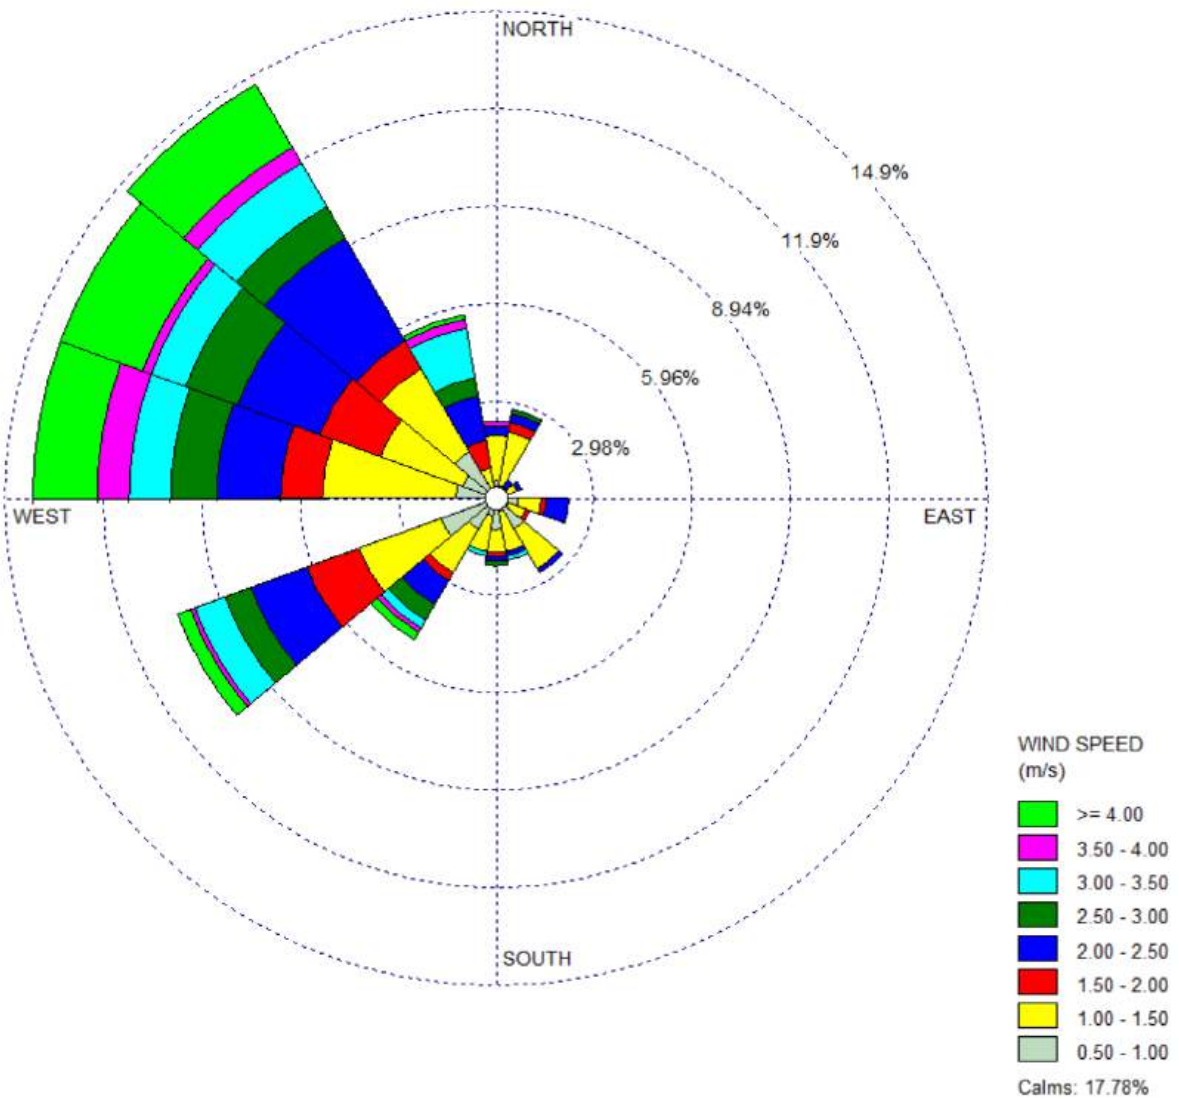 NORTH
14.9%
11.9%
8.94%
5.96%
2.98%
WEST
EAST
SOUTH
WIND SPEED
(m/s)
>= 4.00
3.50 - 4.00
3.00 - 3.50
2.50 - 3.00
2.00 - 2.50
1.50 - 2.00
1.00 - 1.50
0.50 - 1.00
Calms: 17.78%